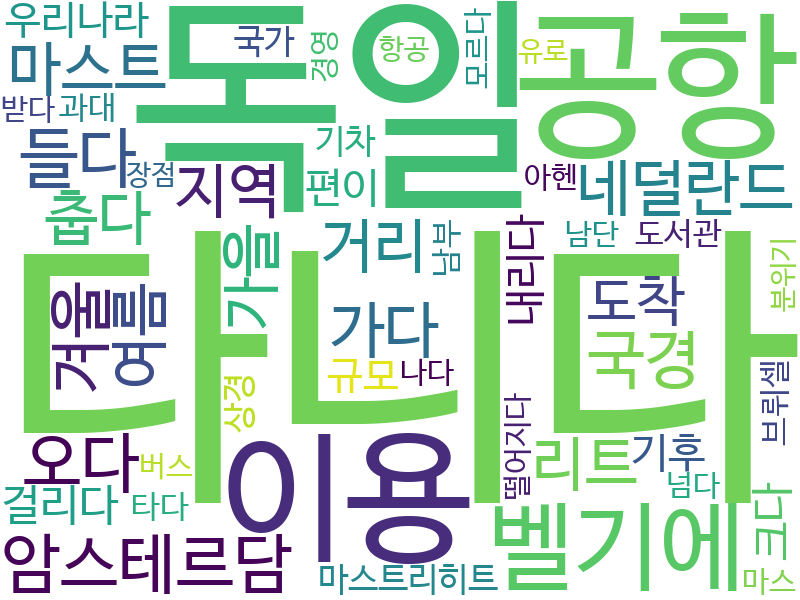 우리나라
국가
경영
독일
항공
모르다
유로
공항
마스트
받다
과대
들다
장점
지역
기차
편이
아헨
네덜란드
춥다
가을
거리
남부
내리다
남단
도서관
분위기
다니다
겨울
여름
가다
도착
국경
규모
나다
상경
브뤼셀
오다
버스
이용
떨어지다
리트
기후
넘다
걸리다
타다
벨기에
크다
암스테르담
마스트리히트
마스